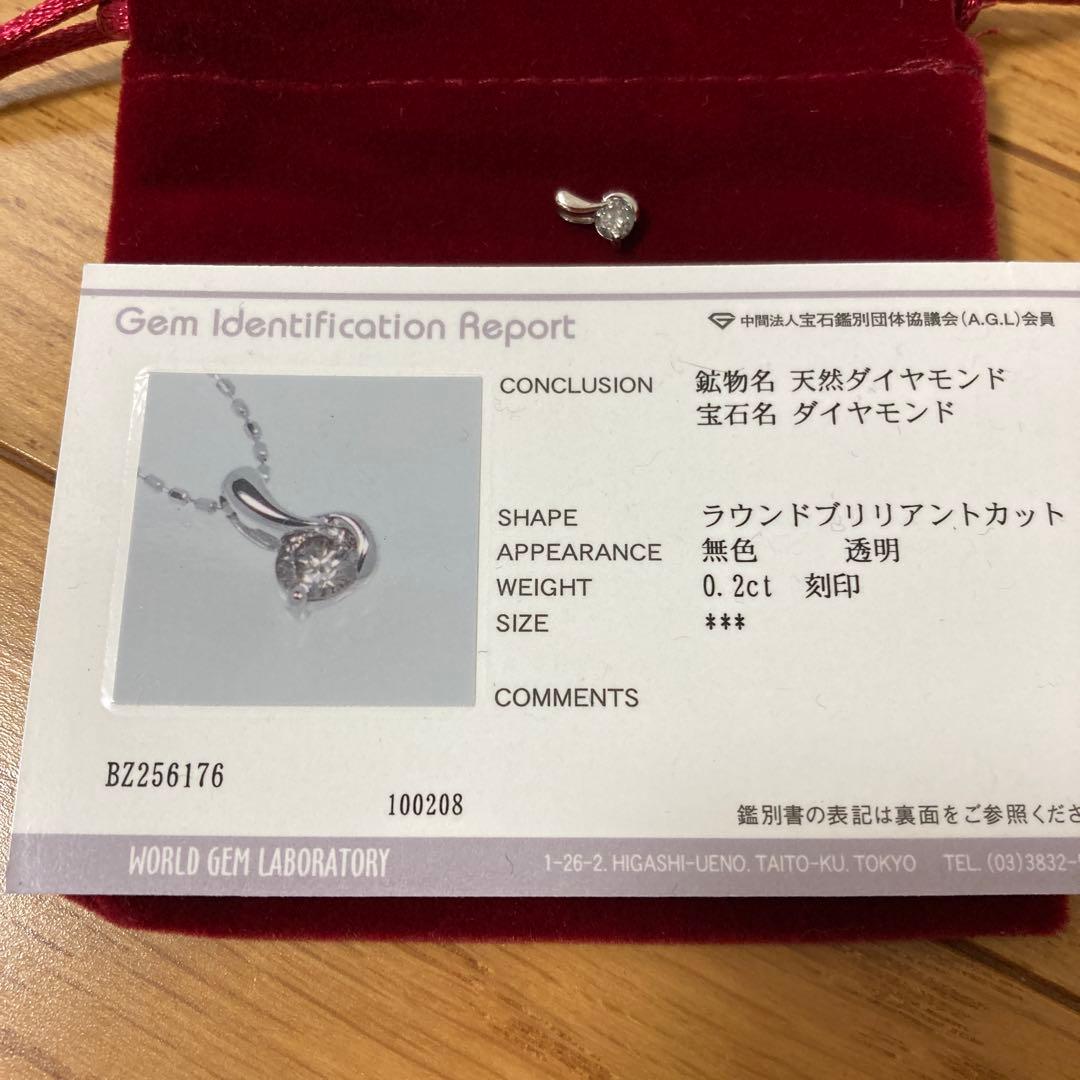 Gem Identification Report
中間法人宝石鑑別団体協議会(A.G.L)会員
CONCLUSION 鉱物名 天然ダイヤモンド
宝石名 ダイヤモンド
SHAPE ラウンドブリリアントカット
APPEARANCE 無色 透明
WEIGHT 0.2ct 刻印
SIZE ***
COMMENTS
BZ256176
100208
鑑別書の表記は裏面をご参照くださ
WORLD GEM LABORATORY 1-26-2. HIGASHI-UENO. TAITO-KU. TOKYO TEL. (03)3832-